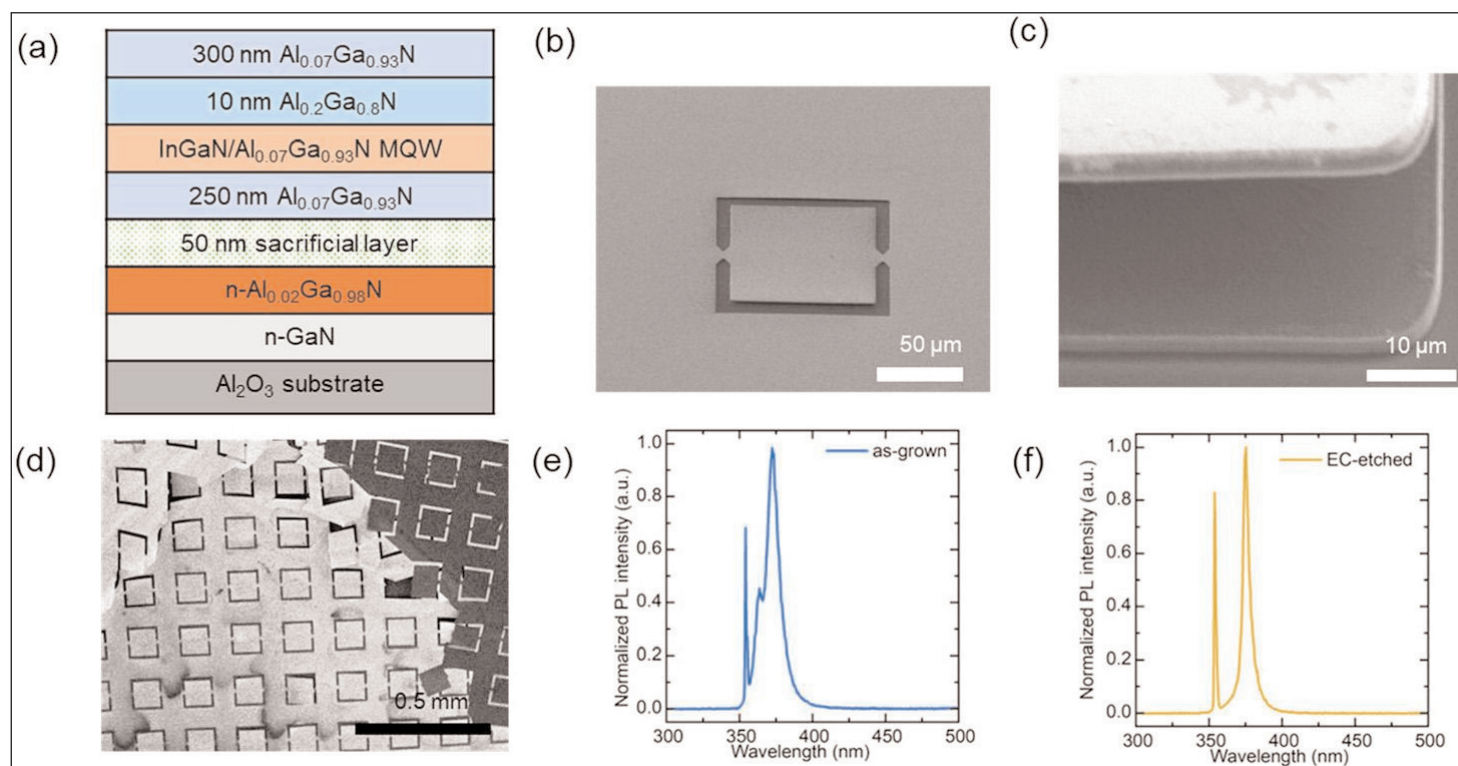 (a)
300 nm Al₀.₀₇Ga₀.₉₃N
10 nm Al₀.₂Ga₀.₈N
InGaN/Al₀.₀₇Ga₀.₉₃N MQW
250 nm Al₀.₀₇Ga₀.₉₃N
50 nm sacrificial layer
n-Al₀.₀₂Ga₀.₉₈N
n-GaN
Al₂O₃ substrate
(b)
50 µm
(c)
10 µm
(d)
0.5 mm
(e)
Normalized PL intensity (a.u.)
1.0
0.8
0.6
0.4
0.2
0.0
as-grown
300 350 400 450 500
Wavelength (nm)
(f)
Normalized PL intensity (a.u.)
1.0
0.8
0.6
0.4
0.2
0.0
EC-etched
300 350 400 450 500
Wavelength (nm)